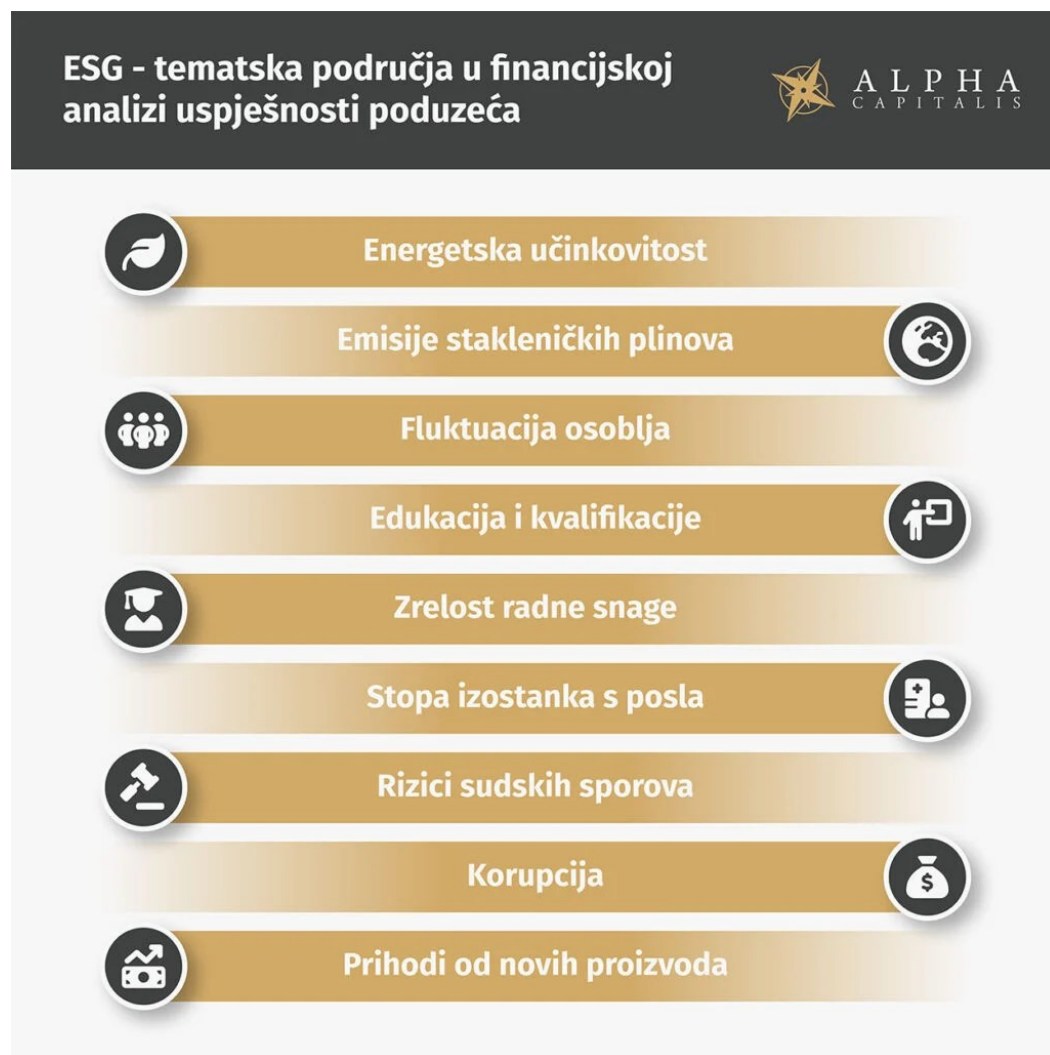 ESG - tematska područja u financijskoj
analizi uspješnosti poduzeća
ALPHA
CAPITALIS
Energetska učinkovitost
Emisije stakleničkih plinova
Fluktuacija osoblja
Edukacija i kvalifikacije
Zrelost radne snage
Stopa izostanka s posla
Rizici sudskih sporova
Korupcija
$
Prihodi od novih proizvoda